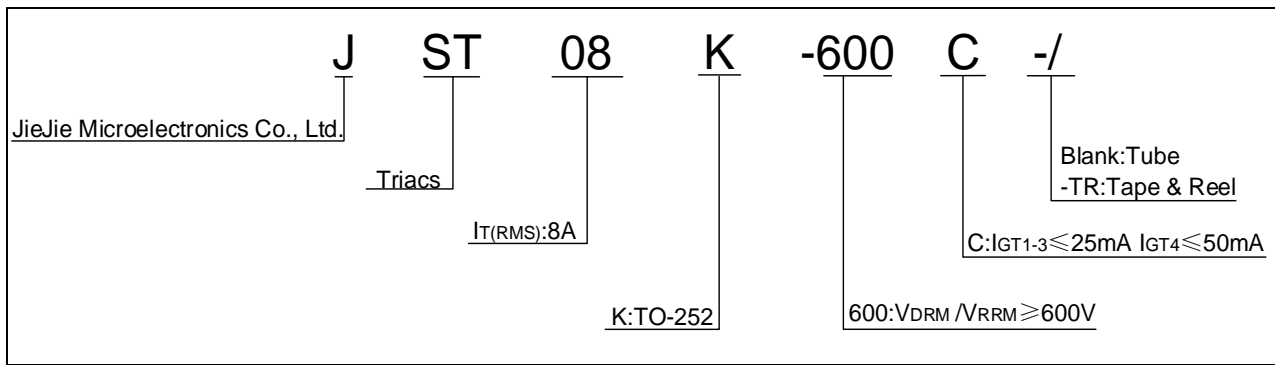 J ST 08 K -600 C -/
JieJie Microelectronics Co., Ltd.
Blank:Tube
Triacs
-TR:Tape & Reel
IT(RMS):8A
C:IGT1-3≤25mA IGT4≤50mA
K:TO-252
600:VDRM /VRRM≥600V